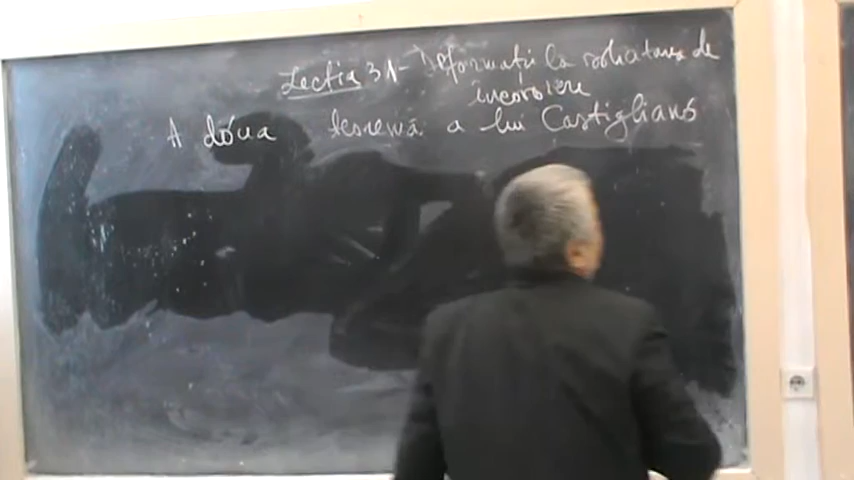 Lecția 31- Deformații la solicitarea de
încovoiere
A doua teoremă a lui Castigliano